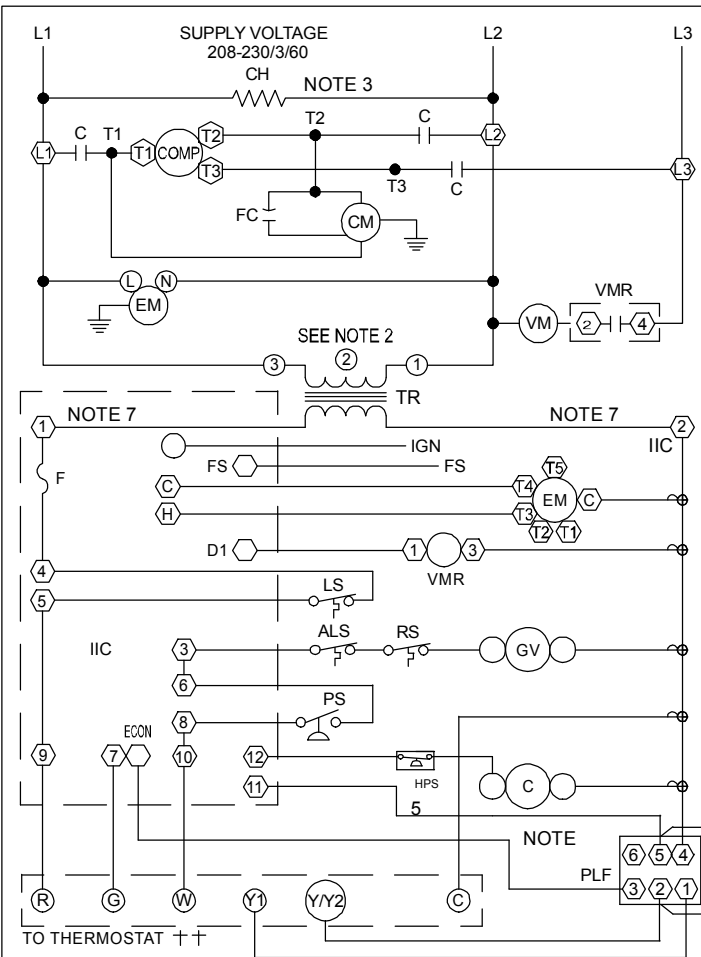 L1 SUPPLY VOLTAGE L2 L3
208-230/3/60
CH NOTE 3
C T1 T2 C
L1 T1 COMP T2 L2
T3 T3 C L3
FC CM
L N VMR
EM
VM 2 4
SEE NOTE 2
3 2 1
TR
1 NOTE 7 NOTE 7 2
IGN IIC
F FS FS T5
C T4 EM C
H T3
T2 T1
D1 1 3
VMR
4
5 LS
IIC 3 ALS RS GV
6
8 PS
9 7 ECON 10 12
HPS C
11
5
NOTE
6 5 4
PLF 3 2 1
R G W Y1 Y/Y2 C
TO THERMOSTAT ††